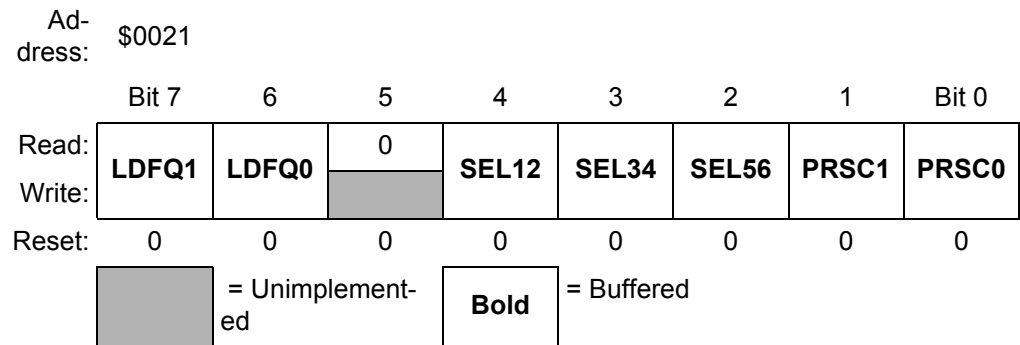 Ad-
dress: $0021
Bit 7 6 5 4 3 2 1 Bit 0
Read: 0
LDFQ1 LDFQ0 SEL12 SEL34 SEL56 PRSC1 PRSC0
Write:
Reset: 0 0 0 0 0 0 0 0
= Unimplement-
ed
Bold = Buffered